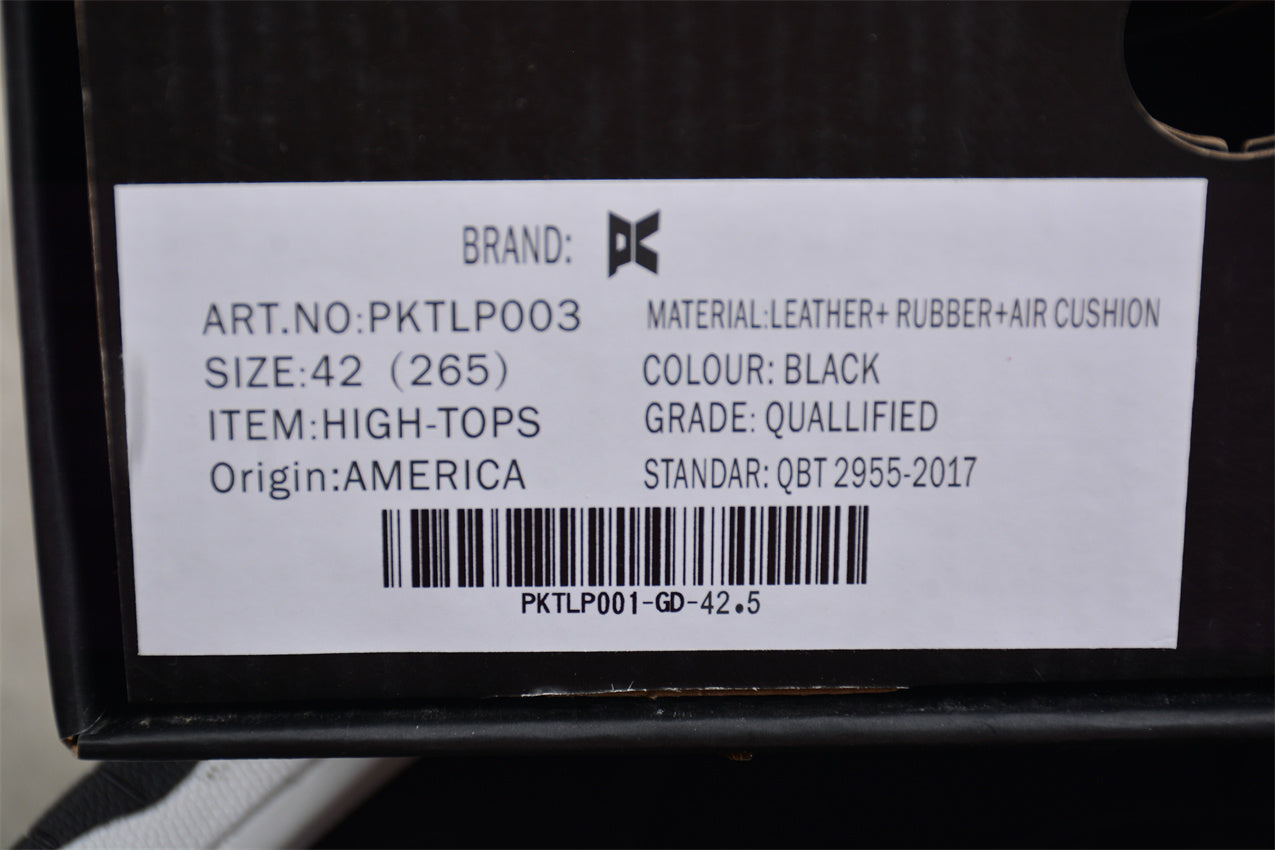 BRAND: PC
ART.NO:PKTLP003
MATERIAL:LEATHER+ RUBBER+AIR CUSHION
SIZE:42 (265)
COLOUR: BLACK
ITEM:HIGH-TOPS
GRADE: QUALLIFIED
Origin:AMERICA
STANDAR: QBT 2955-2017
PKTLP001-GD-42.5